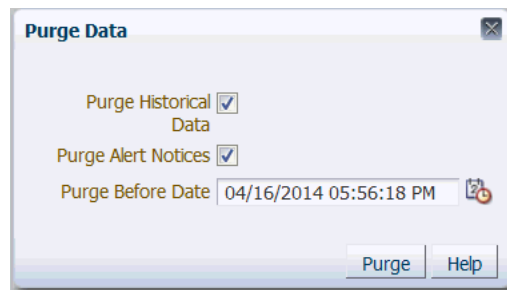 Purge Data
Purge Historical
Data
Purge Alert Notices
Purge Before Date 04/16/2014 05:56:18 PM
Purge Help